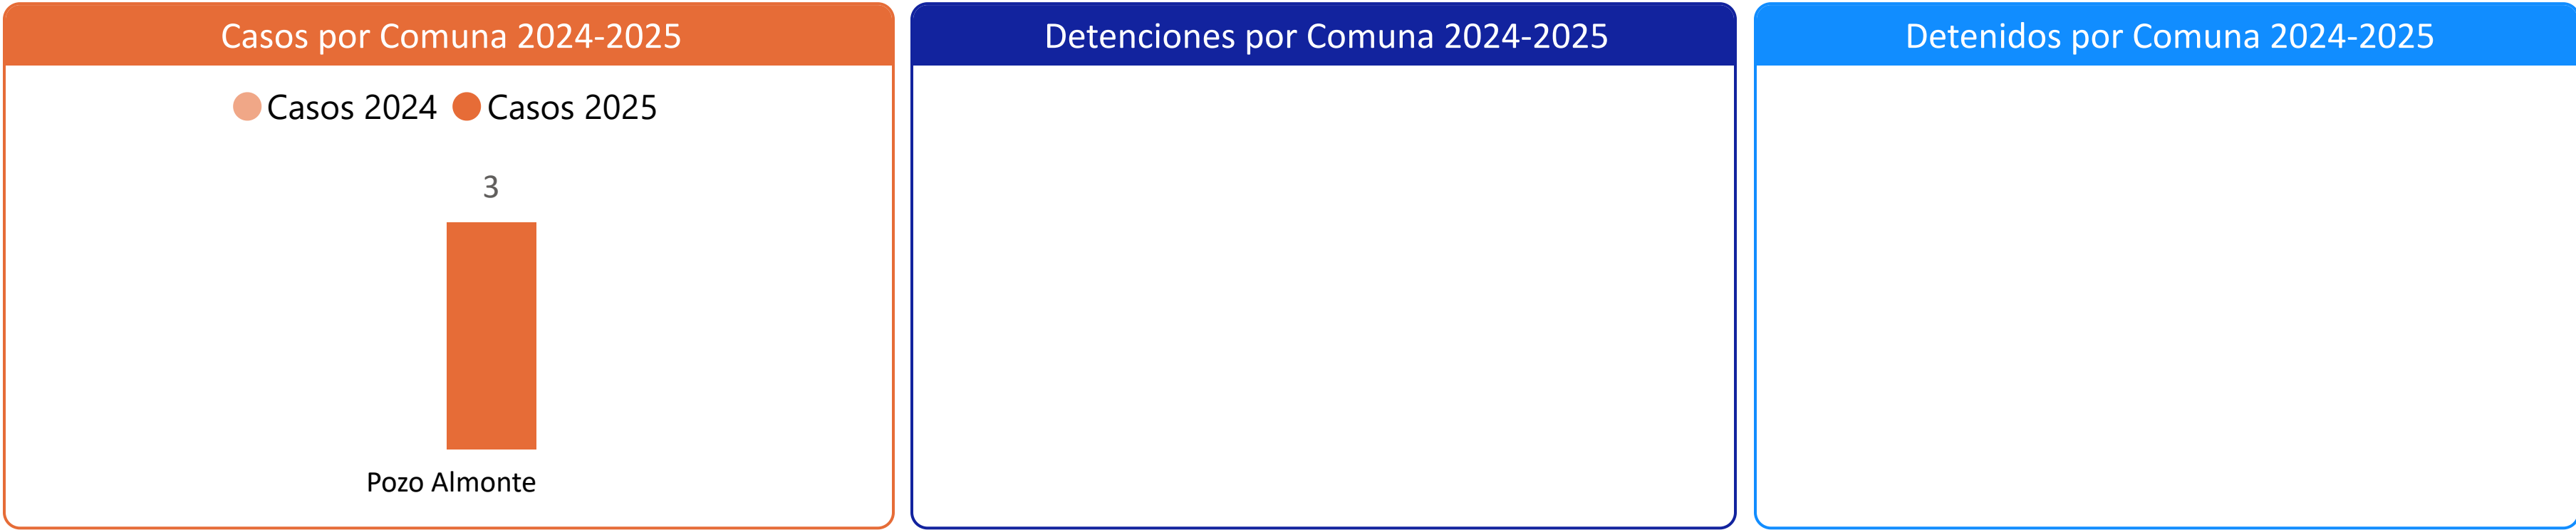 Casos por Comuna 2024-2025
Casos 2024 Casos 2025
3
Pozo Almonte
Detenciones por Comuna 2024-2025
Detenidos por Comuna 2024-2025